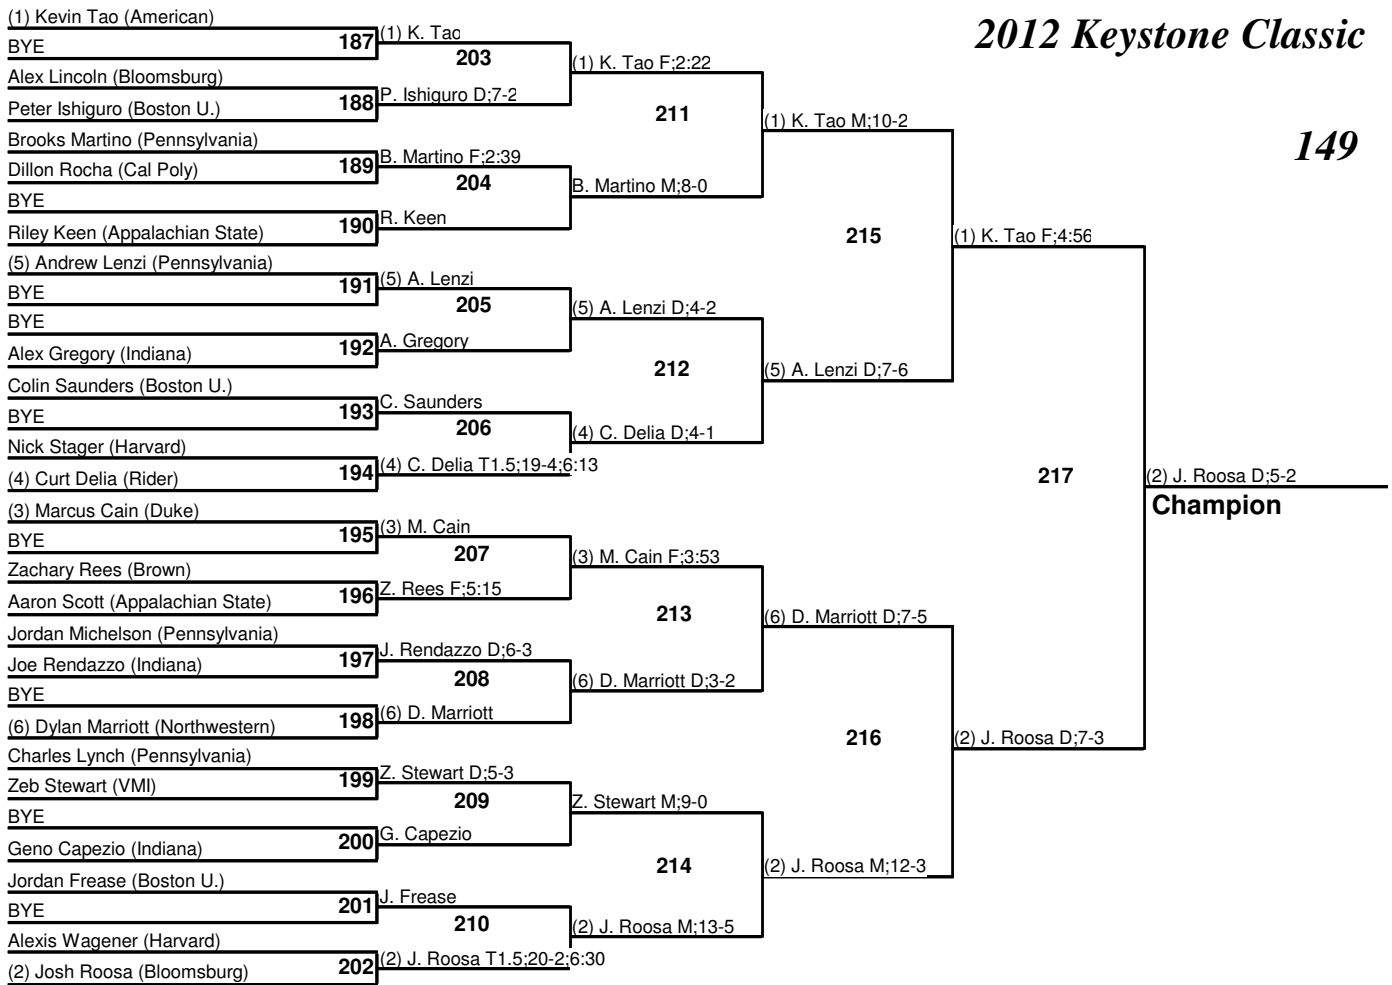 2012 Keystone Classic
149
(1) Kevin Tao (American)
BYE
187
Alex Lincoln (Bloomsburg)
Peter Ishiguro (Boston U.)
188
Brooks Martino (Pennsylvania)
Dillon Rocha (Cal Poly)
189
BYE
Riley Keen (Appalachian State)
190
(5) Andrew Lenzi (Pennsylvania)
BYE
191
BYE
Alex Gregory (Indiana)
192
Colin Saunders (Boston U.)
BYE
193
Nick Stager (Harvard)
(4) Curt Delia (Rider)
194
(3) Marcus Cain (Duke)
BYE
195
Zachary Rees (Brown)
Aaron Scott (Appalachian State)
196
Jordan Michelson (Pennsylvania)
Joe Rendazzo (Indiana)
197
BYE
(6) Dylan Marriott (Northwestern)
198
Charles Lynch (Pennsylvania)
Zeb Stewart (VMI)
199
BYE
Geno Capezio (Indiana)
200
Jordan Frease (Boston U.)
BYE
201
Alexis Wagener (Harvard)
(2) Josh Roosa (Bloomsburg)
202
(1) K. Tao
203
P. Ishiguro D;7-2
B. Martino F;2:39
204
R. Keen
(5) A. Lenzi
205
A. Gregory
C. Saunders
206
(4) C. Delia T1.5;19-4;6:13
(3) M. Cain
207
Z. Rees F;5:15
J. Rendazzo D;6-3
208
(6) D. Marriott
Z. Stewart D;5-3
209
G. Capezio
J. Frease
210
(2) J. Roosa T1.5;20-2;6:30
(1) K. Tao F;2:22
211
B. Martino M;8-0
(5) A. Lenzi D;4-2
212
(4) C. Delia D;4-1
(3) M. Cain F;3:53
213
(6) D. Marriott D;3-2
Z. Stewart M;9-0
214
(2) J. Roosa M;13-5
(1) K. Tao M;10-2
215
(5) A. Lenzi D;7-6
(6) D. Marriott D;7-5
216
(2) J. Roosa M;12-3
(1) K. Tao F;4:56
217
(2) J. Roosa D;7-3
(2) J. Roosa D;5-2
Champion